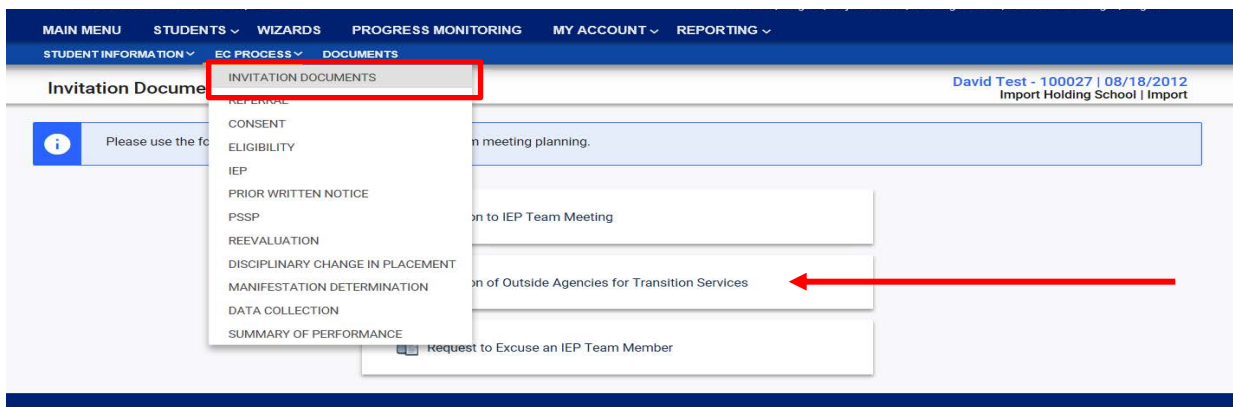 MAIN MENU STUDENTS WIZARDS PROGRESS MONITORING MY ACCOUNT REPORTING
STUDENT INFORMATION EC PROCESS DOCUMENTS
Invitation Docume
INVITATION DOCUMENTS
REFERRAL
CONSENT
ELIGIBILITY
IEP
PRIOR WRITTEN NOTICE
PSSP
REEVALUATION
DISCIPLINARY CHANGE IN PLACEMENT
MANIFESTATION DETERMINATION
DATA COLLECTION
SUMMARY OF PERFORMANCE
David Test - 100027 | 08/18/2012
Import Holding School | Import
Please use the fo n meeting planning.
on to IEP Team Meeting
on of Outside Agencies for Transition Services
Request to Excuse an IEP Team Member